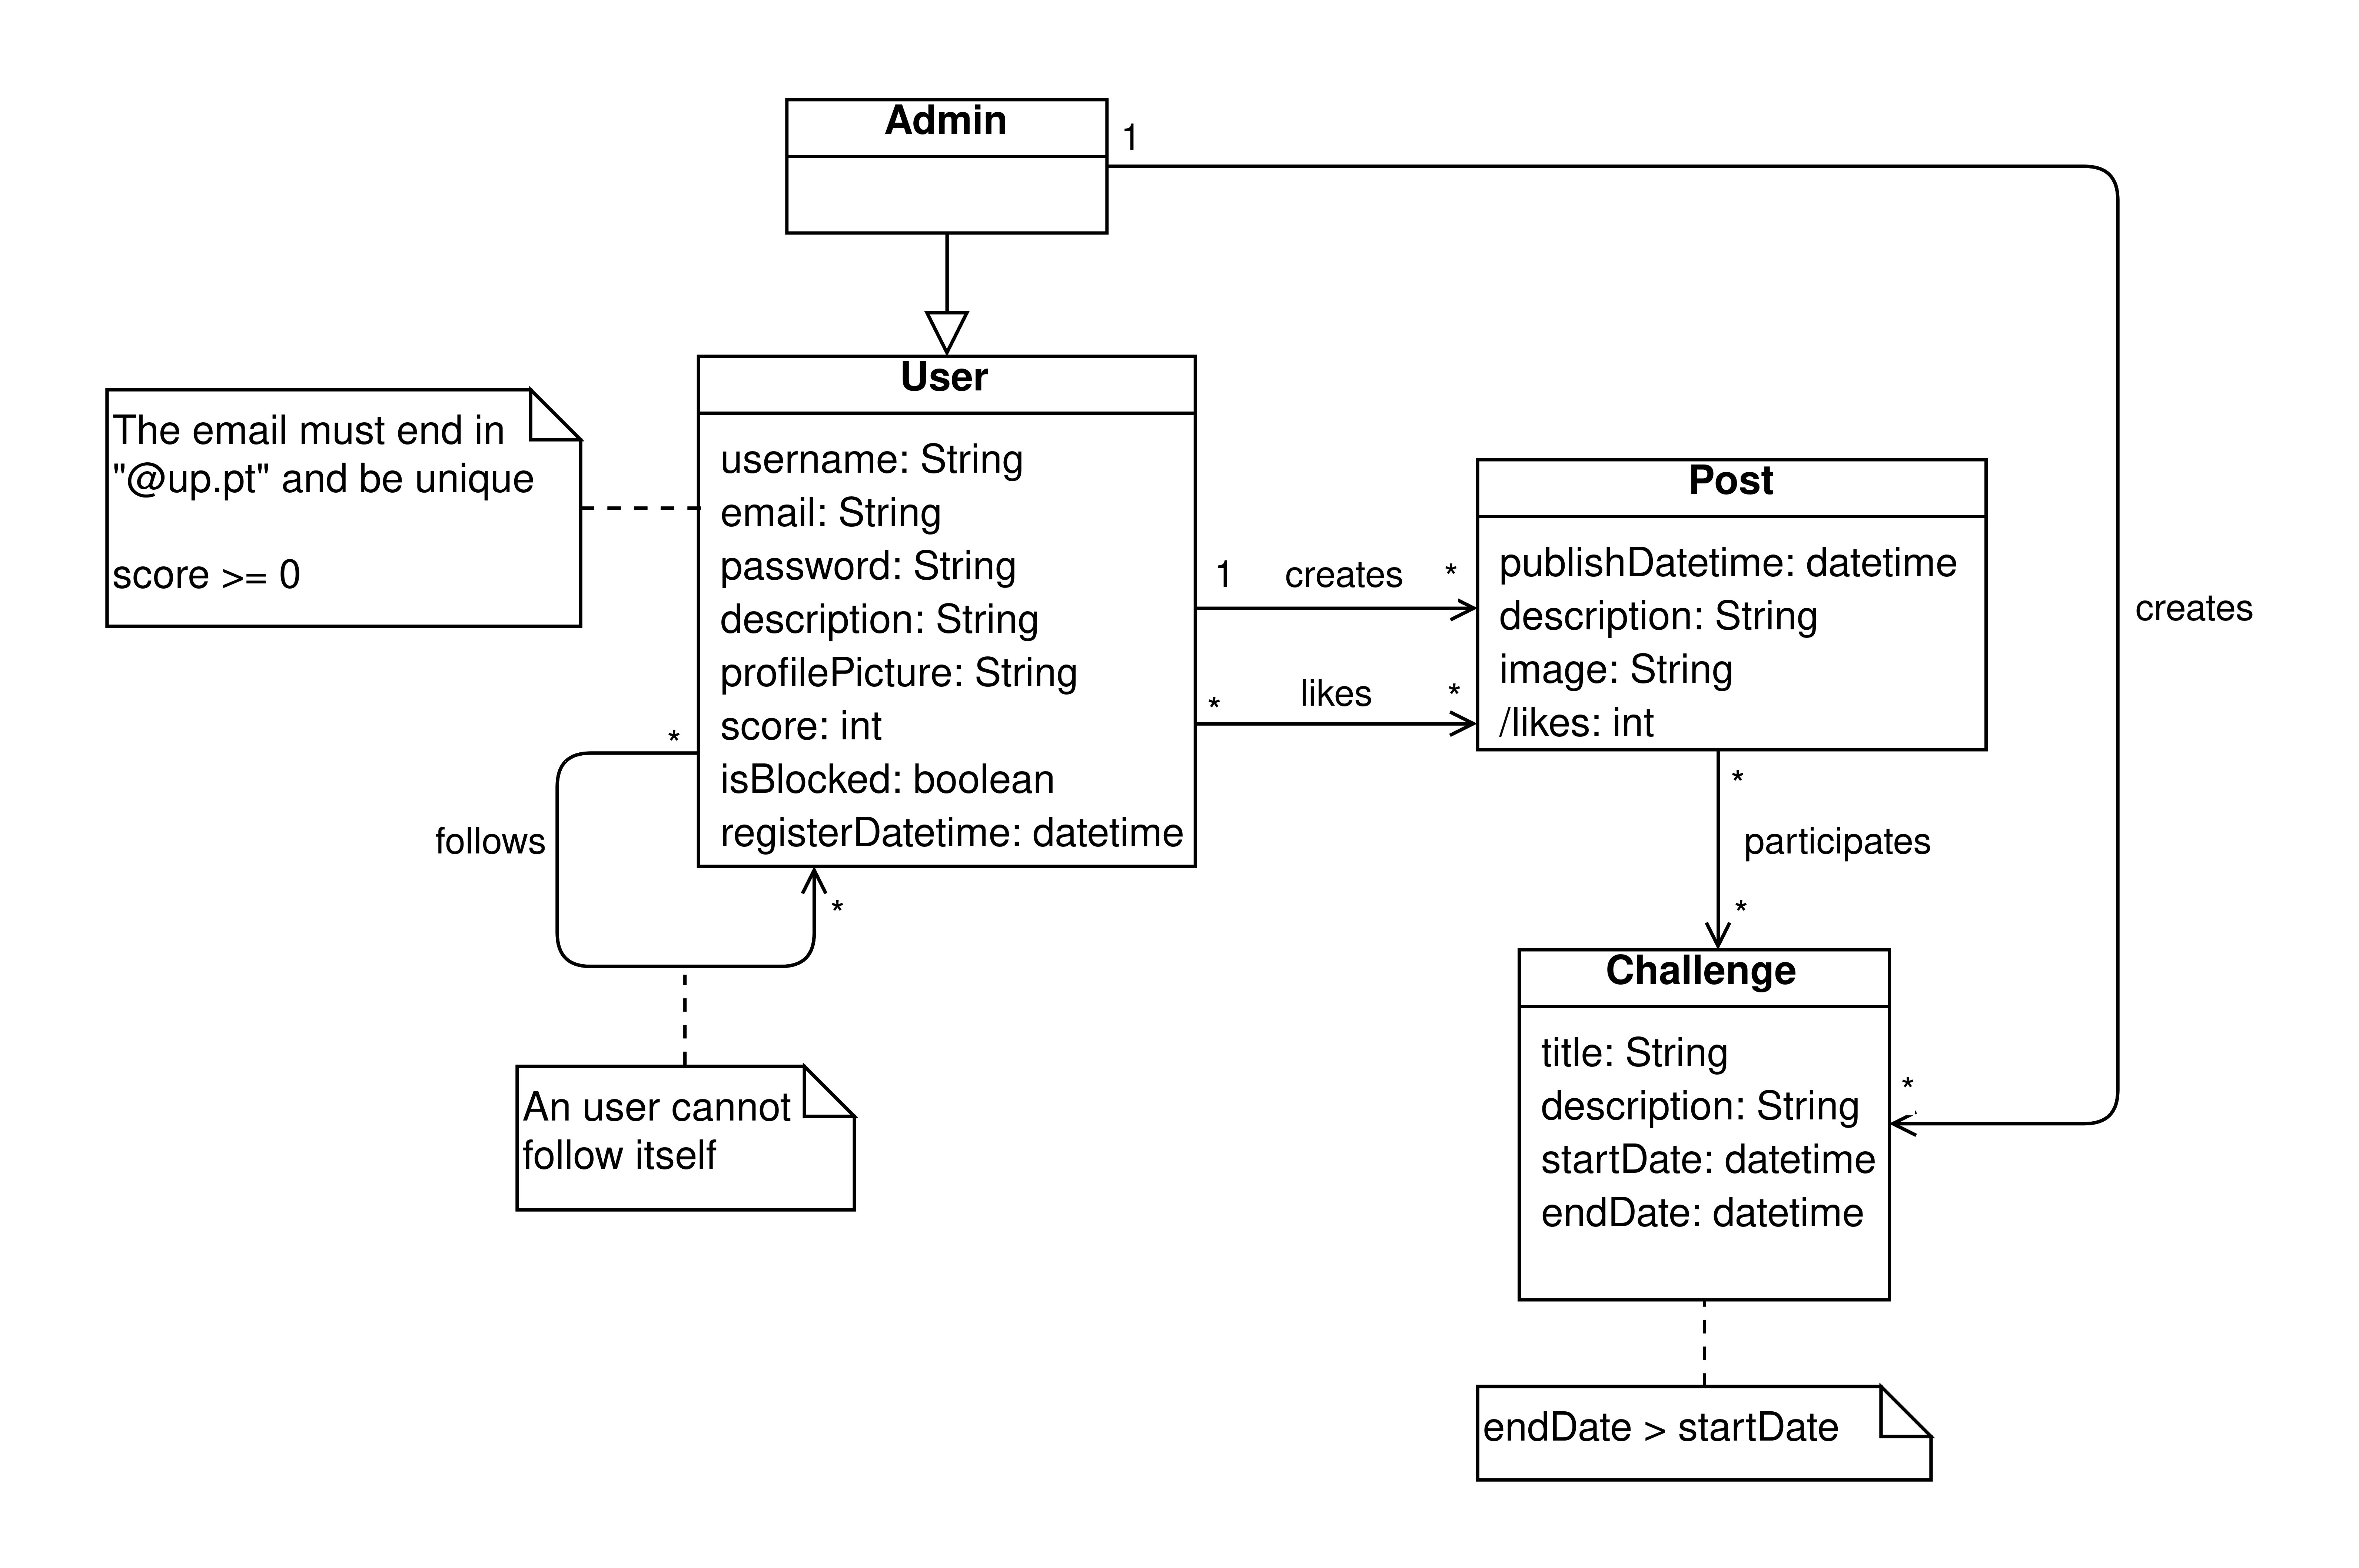 Admin
1
creates
User
username: String
email: String
password: String
description: String
profilePicture: String
score: int
isBlocked: boolean
registerDatetime: datetime
The email must end in
"@up.pt" and be unique
score >= 0
1 creates *
* likes *
Post
publishDatetime: datetime
description: String
image: String
/likes: int
*
follows
*
An user cannot
follow itself
*
participates
*
Challenge
title: String
description: String
startDate: datetime
endDate: datetime
*
endDate > startDate